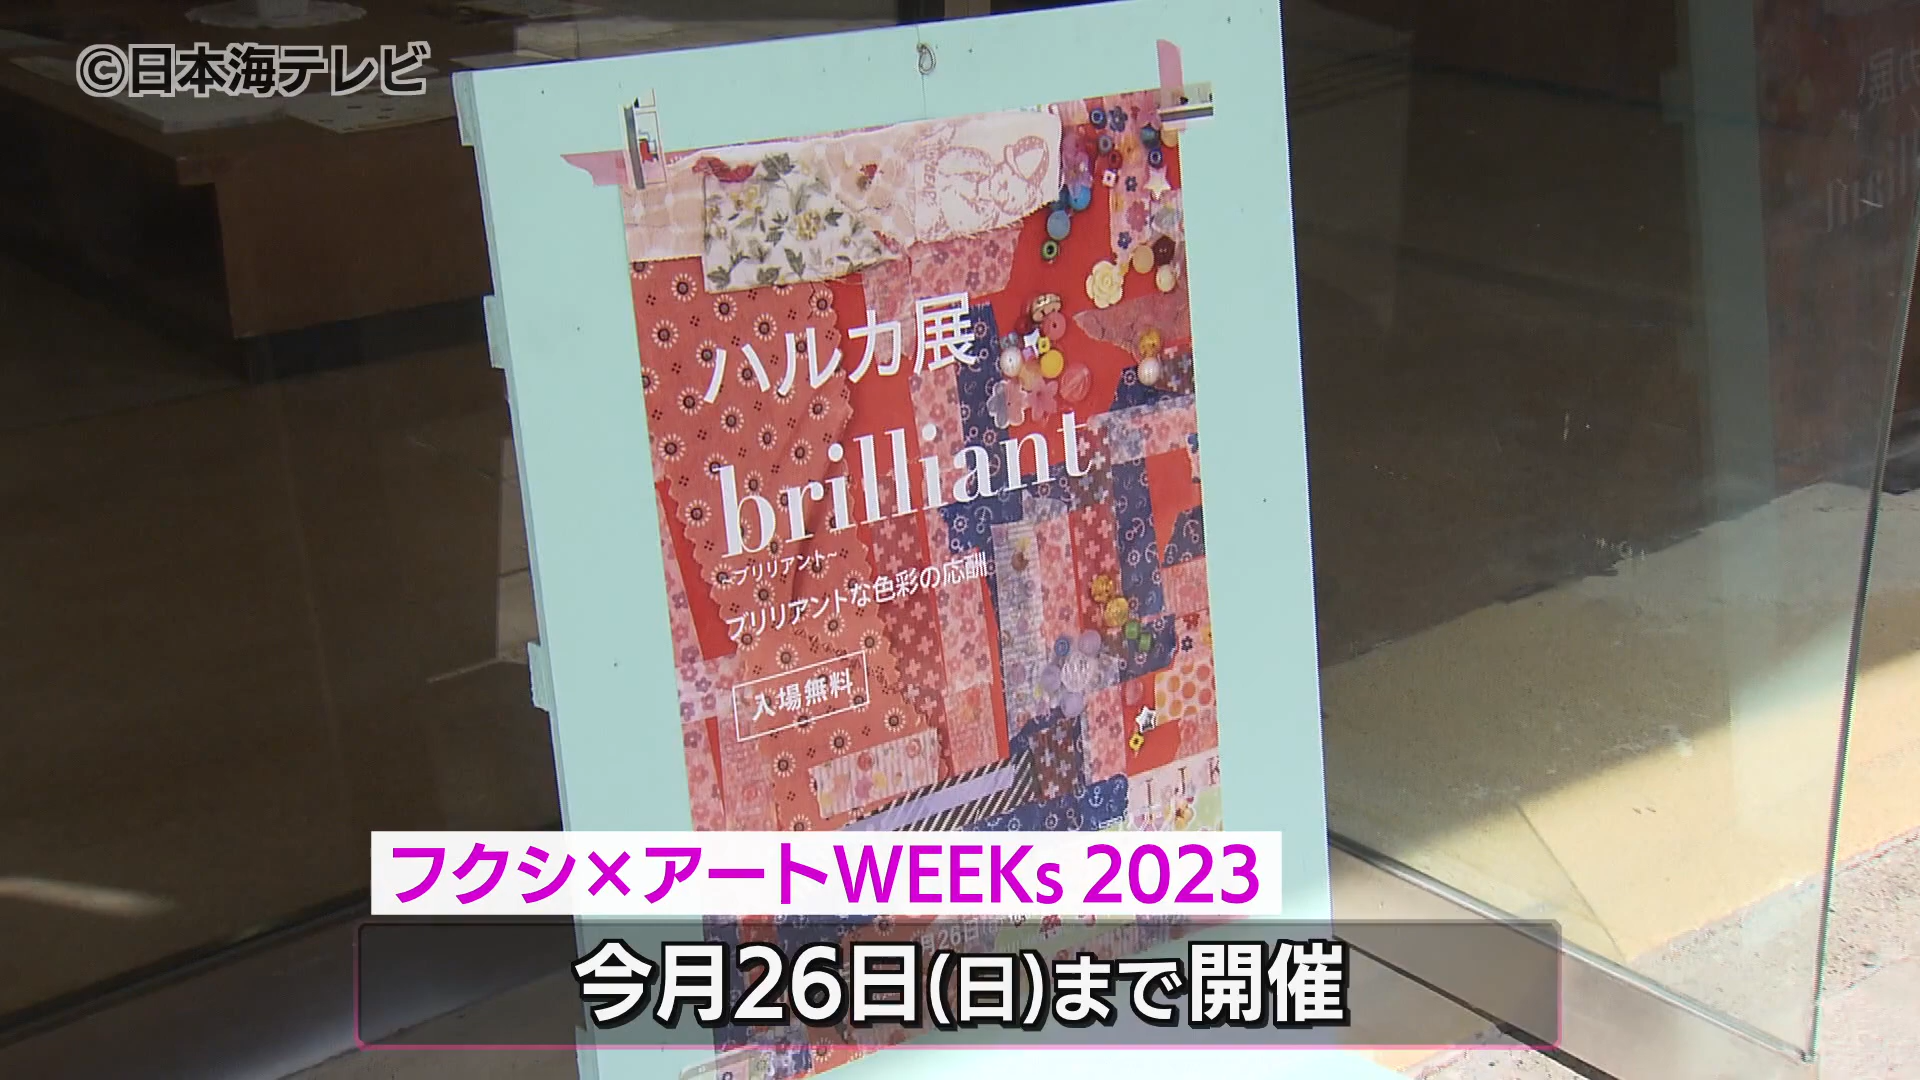 ©日本海テレビ
ハルカ展
brilliant
~ブリリアント~
ブリリアントな色彩の応酬
入場無料
I J K
フクシ×アートWEEKs 2023
今月26日(日)まで開催